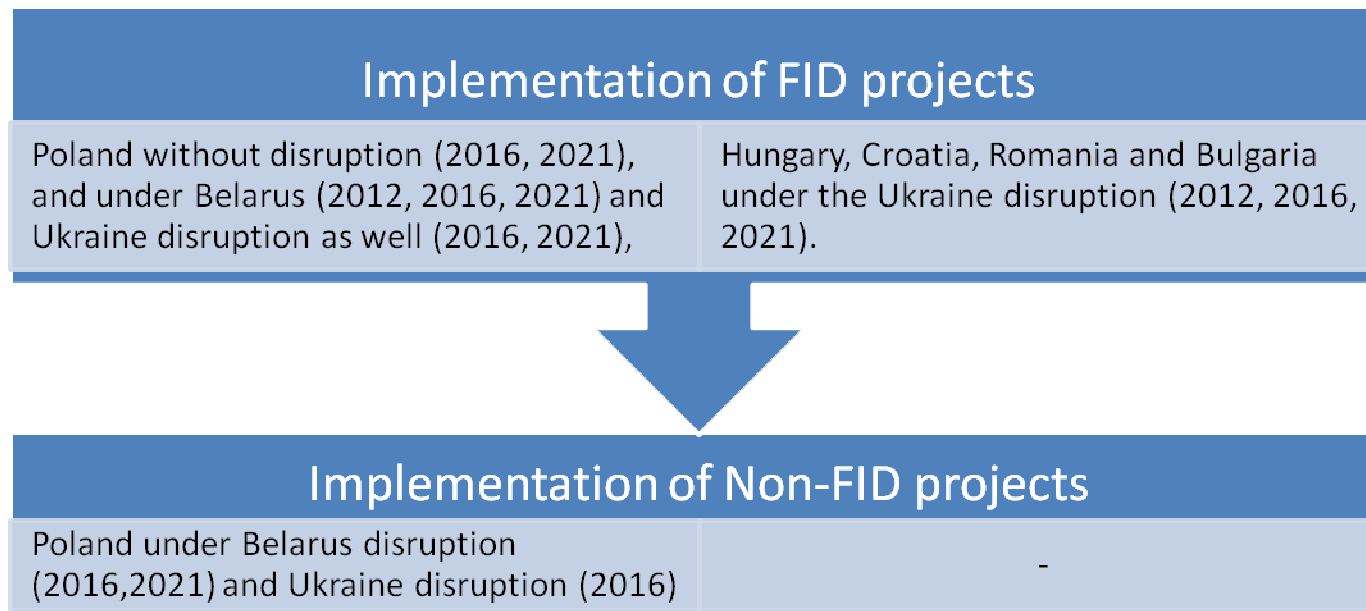 Implementation of FID projects
Poland without disruption (2016, 2021),
and under Belarus (2012, 2016, 2021) and
Ukraine disruption as well (2016, 2021),
Hungary, Croatia, Romania and Bulgaria
under the Ukraine disruption (2012, 2016,
2021).
Implementation of Non-FID projects
Poland under Belarus disruption
(2016,2021) and Ukraine disruption (2016)
-